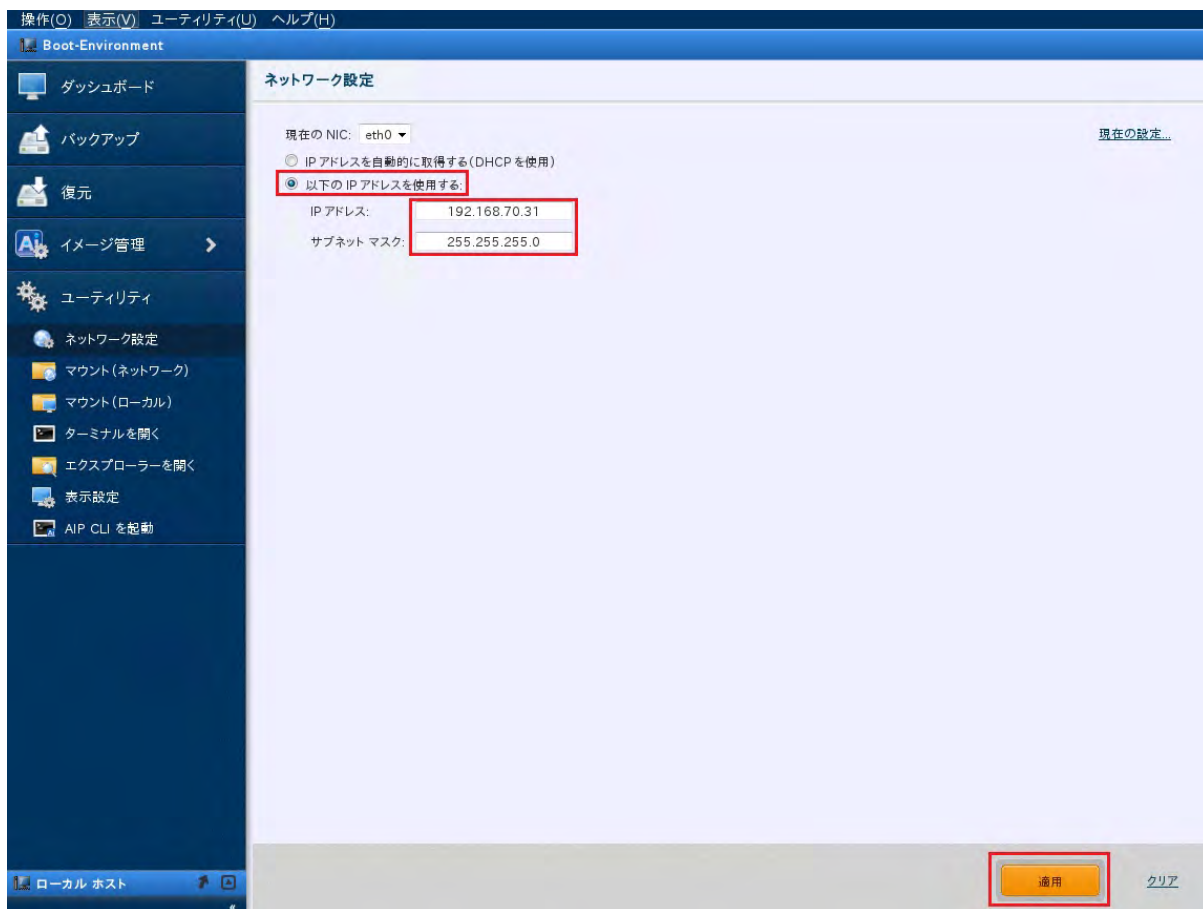 操作(O) 表示(V) ユーティリティ(U) ヘルプ(H)
Boot-Environment
ダッシュボード
バックアップ
復元
イメージ管理
ユーティリティ
ネットワーク設定
マウント(ネットワーク)
マウント(ローカル)
ターミナルを開く
エクスプローラーを開く
表示設定
AIP CLI を起動
ローカル ホスト
ネットワーク設定
現在の NIC: eth0
現在の設定...
IP アドレスを自動的に取得する(DHCP を使用)
以下の IP アドレスを使用する:
IP アドレス: 192.168.70.31
サブネット マスク: 255.255.255.0
適用
クリア